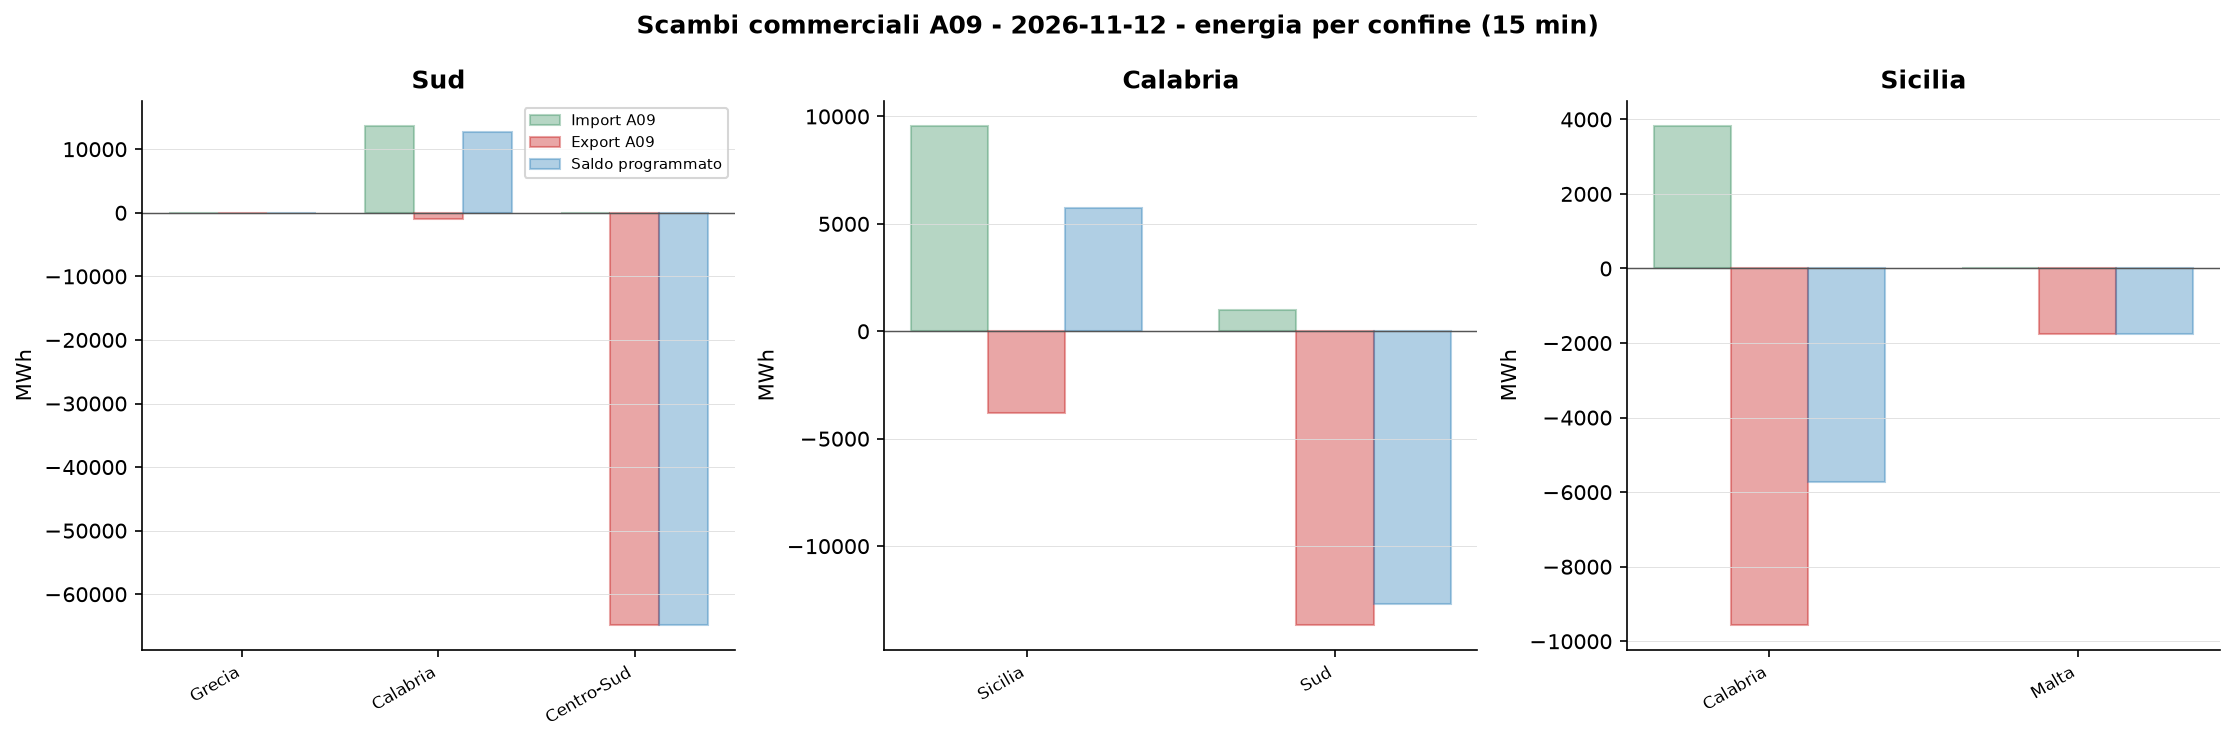 Scambi commerciali A09 - 2026-11-12 - energia per confine (15 min)
Sud
MWh
10000
0
−10000
−20000
−30000
−40000
−50000
−60000
Import A09
Export A09
Saldo programmato
Grecia
Calabria
Centro-Sud
Calabria
MWh
10000
5000
0
−5000
−10000
Sicilia
Sud
Sicilia
MWh
4000
2000
0
−2000
−4000
−6000
−8000
−10000
Calabria
Malta